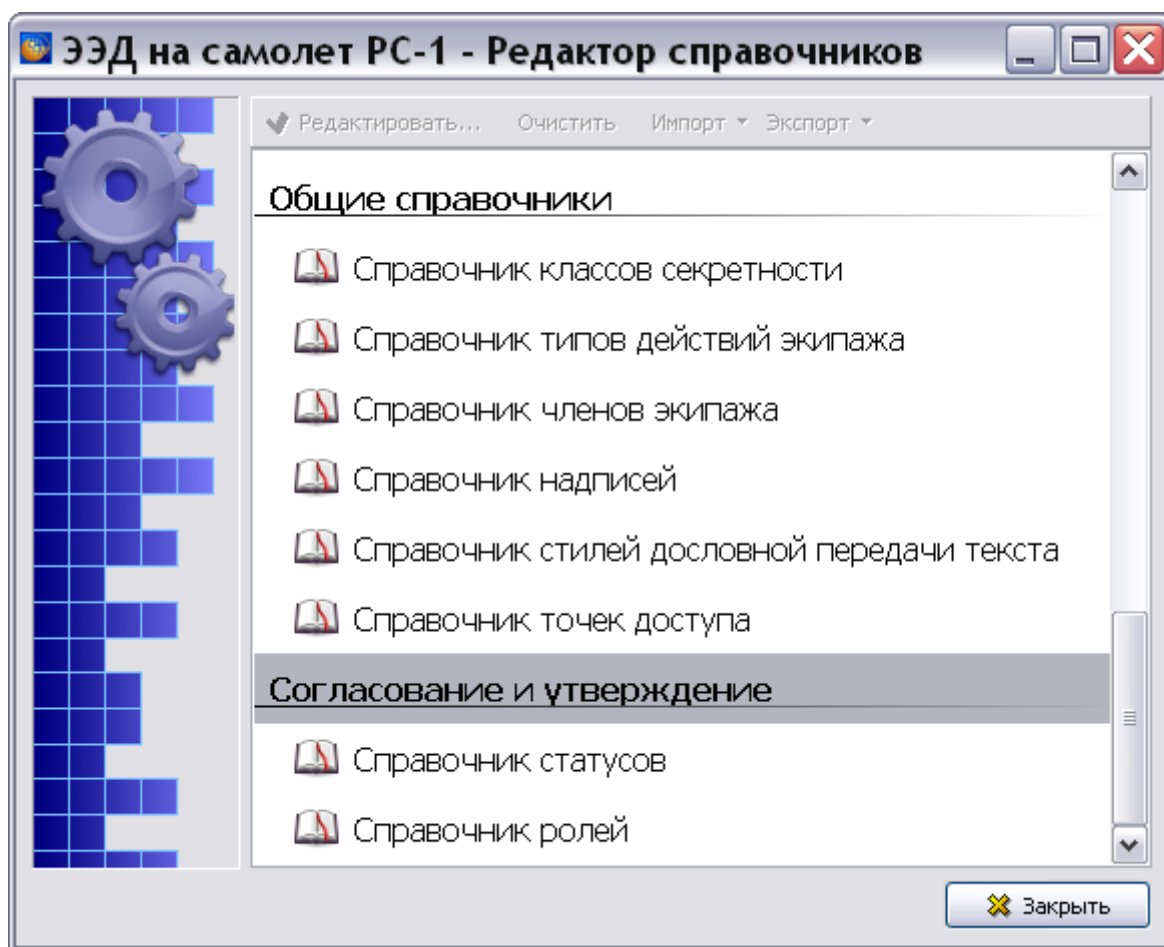 ЭЭД на самолет РС-1 - Редактор справочников
Редактировать... Очистить Импорт Экспорт
Общие справочники
Справочник классов секретности
Справочник типов действий экипажа
Справочник членов экипажа
Справочник надписей
Справочник стилей дословной передачи текста
Справочник точек доступа
Согласование и утверждение
Справочник статусов
Справочник ролей
Закрыть